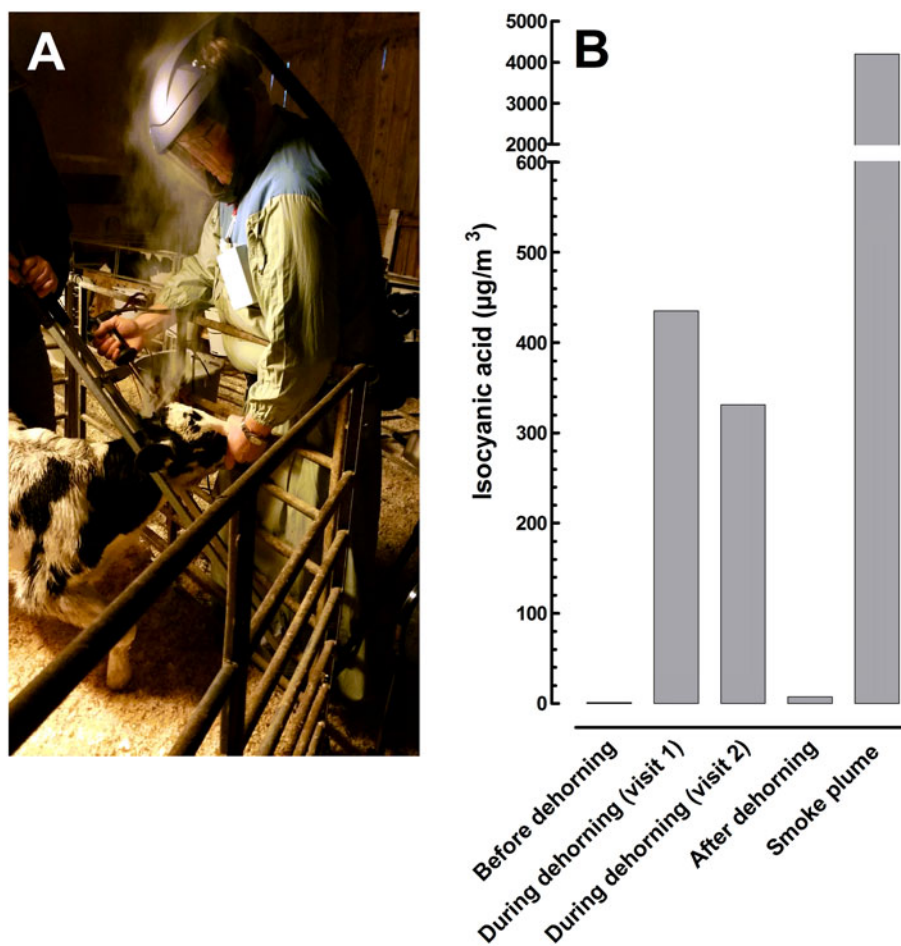 A
B
Isocyanic acid (µg/m³)
5000
4000
3000
2000
600
500
400
300
200
100
0
Before dehorning
During dehorning (visit 1)
During dehorning (visit 2)
After dehorning
Smoke plume